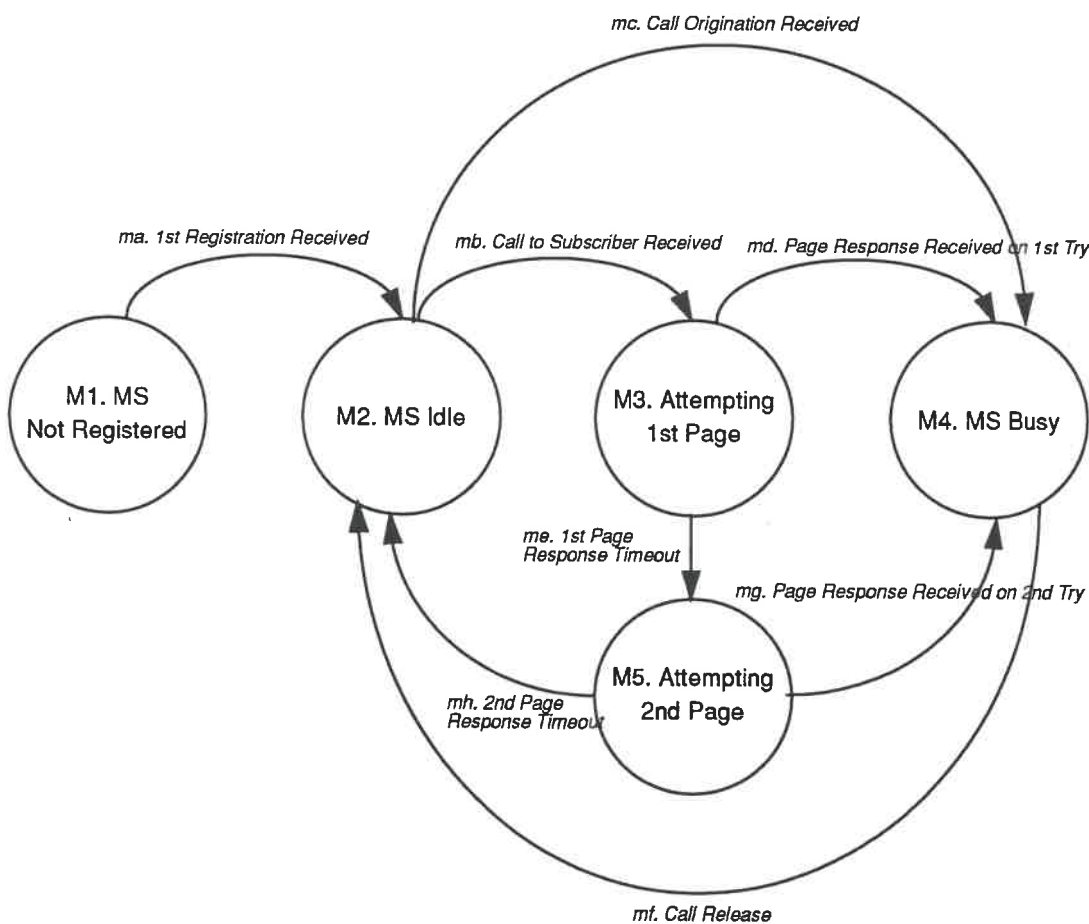 mc. Call Origination Received
ma. 1st Registration Received
mb. Call to Subscriber Received
md. Page Response Received on 1st Try
M1. MS
Not Registered
M2. MS Idle
M3. Attempting
1st Page
M4. MS Busy
me. 1st Page
Response Timeout
mg. Page Response Received on 2nd Try
M5. Attempting
2nd Page
mh. 2nd Page
Response Timeout
mf. Call Release